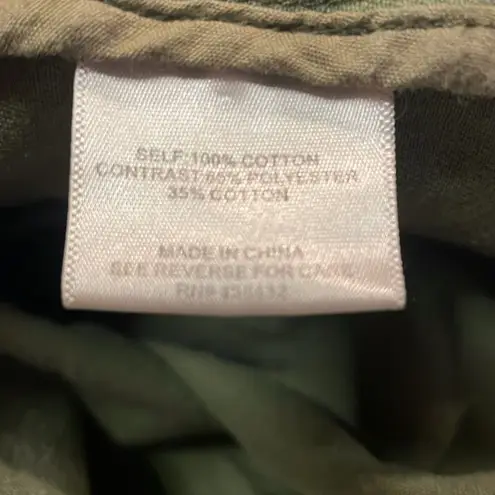 SELF: 100% COTTON
CONTRAST: 65% POLYESTER
35% COTTON
MADE IN CHINA
SEE REVERSE FOR CARE
RN#